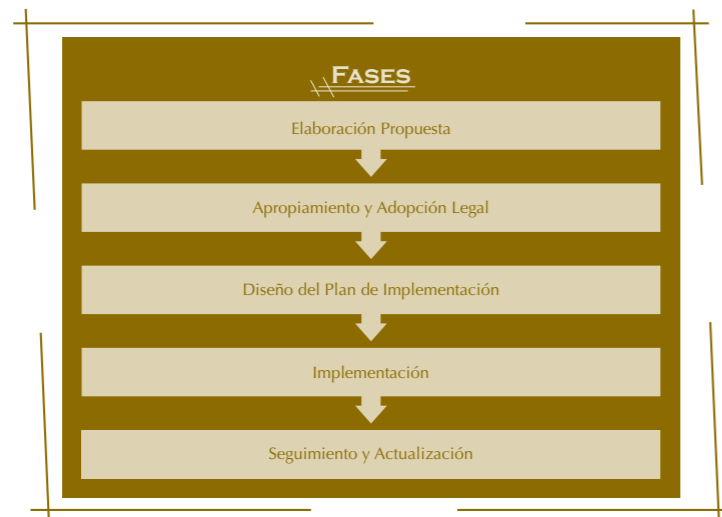 FASES
Elaboración Propuesta
Apropiamiento y Adopción Legal
Diseño del Plan de Implementación
Implementación
Seguimiento y Actualización